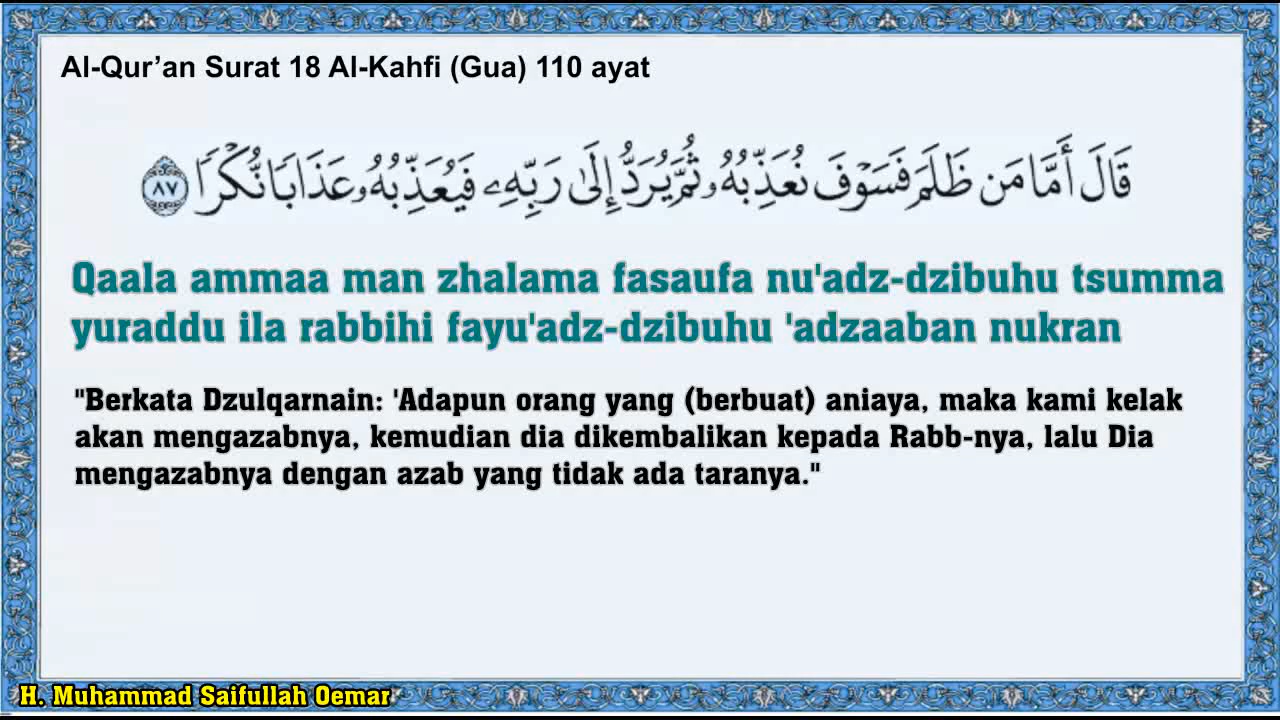 Al-Qur’an Surat 18 Al-Kahfi (Gua) 110 ayat
قَالَ أَمَّا مَن ظَلَمَ فَسَوْفَ نُعَذِّبُهُۥ ثُمَّ يُرَدُّ إِلَىٰ رَبِّهِۦ فَيُعَذِّبُهُۥ عَذَابًا نُّكْرًا ٨٧
Qaala ammaa man zhalama fasaufa nu'adz-dzibuhu tsumma
yuraddu ila rabbihi fayu'adz-dzibuhu 'adzaaban nukran
"Berkata Dzulqarnain: 'Adapun orang yang (berbuat) aniaya, maka kami kelak
akan mengazabnya, kemudian dia dikembalikan kepada Rabb-nya, lalu Dia
mengazabnya dengan azab yang tidak ada taranya."
H. Muhammad Saifullah Oemar